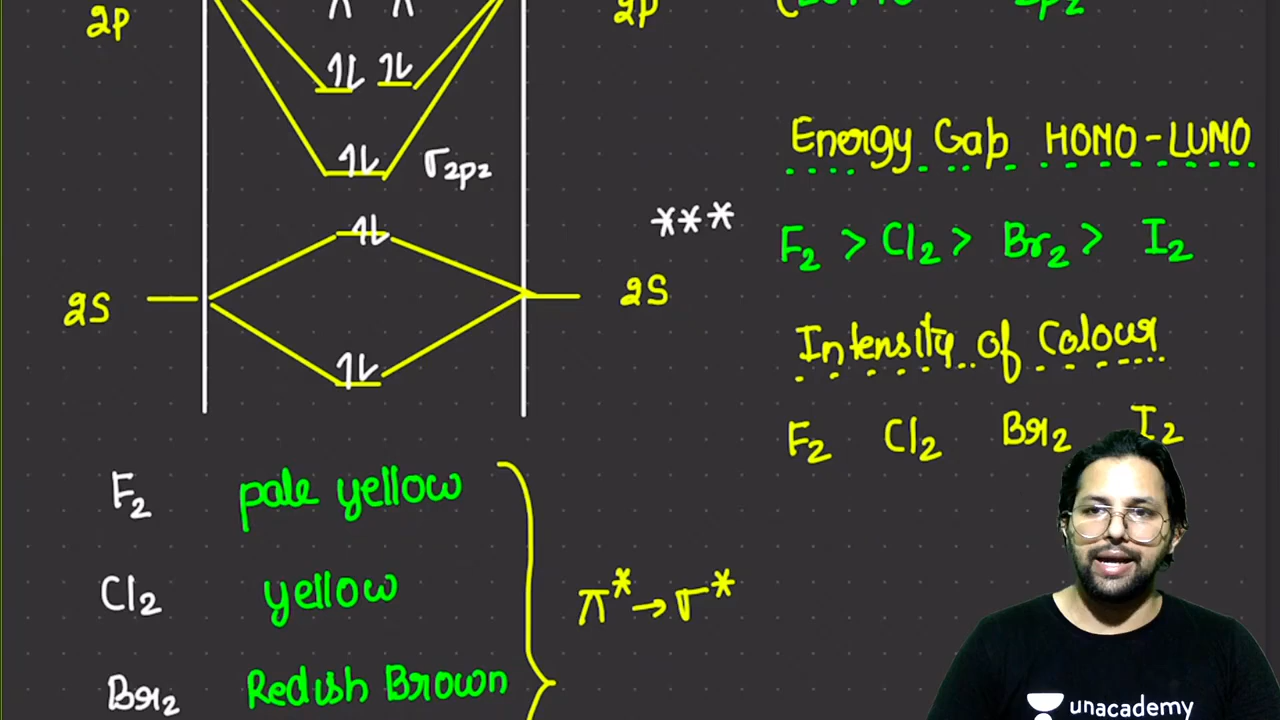 2p
π* π*
2p
2pz
σ2pz
2S
2S
Energy Gap HOMO-LUMO
***
F2 > Cl2 > Br2 > I2
Intensity of Colour
F2 Cl2 Br2 I2
F2 pale yellow
Cl2 yellow
Br2 Redish Brown
π* → σ*
unacademy